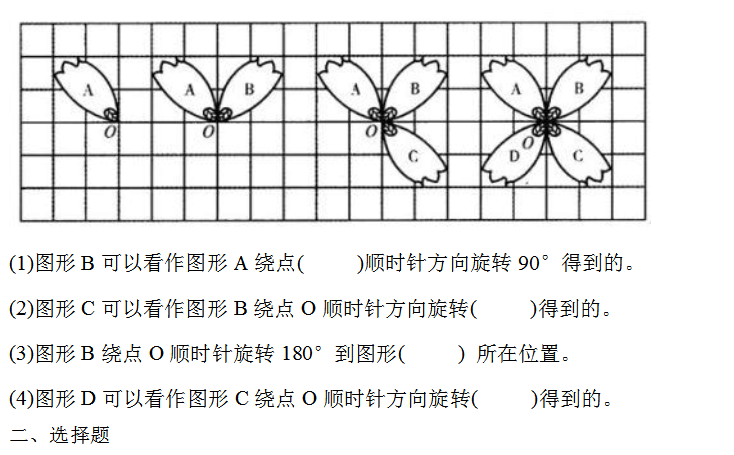 A A B A B A B
O O O C O D C
(1)图形 B 可以看作图形 A 绕点( )顺时针方向旋转 90°得到的。
(2)图形 C 可以看作图形 B 绕点 O 顺时针方向旋转( )得到的。
(3)图形 B 绕点 O 顺时针旋转 180°到图形( ) 所在位置。
(4)图形 D 可以看作图形 C 绕点 O 顺时针方向旋转( )得到的。
二、选择题